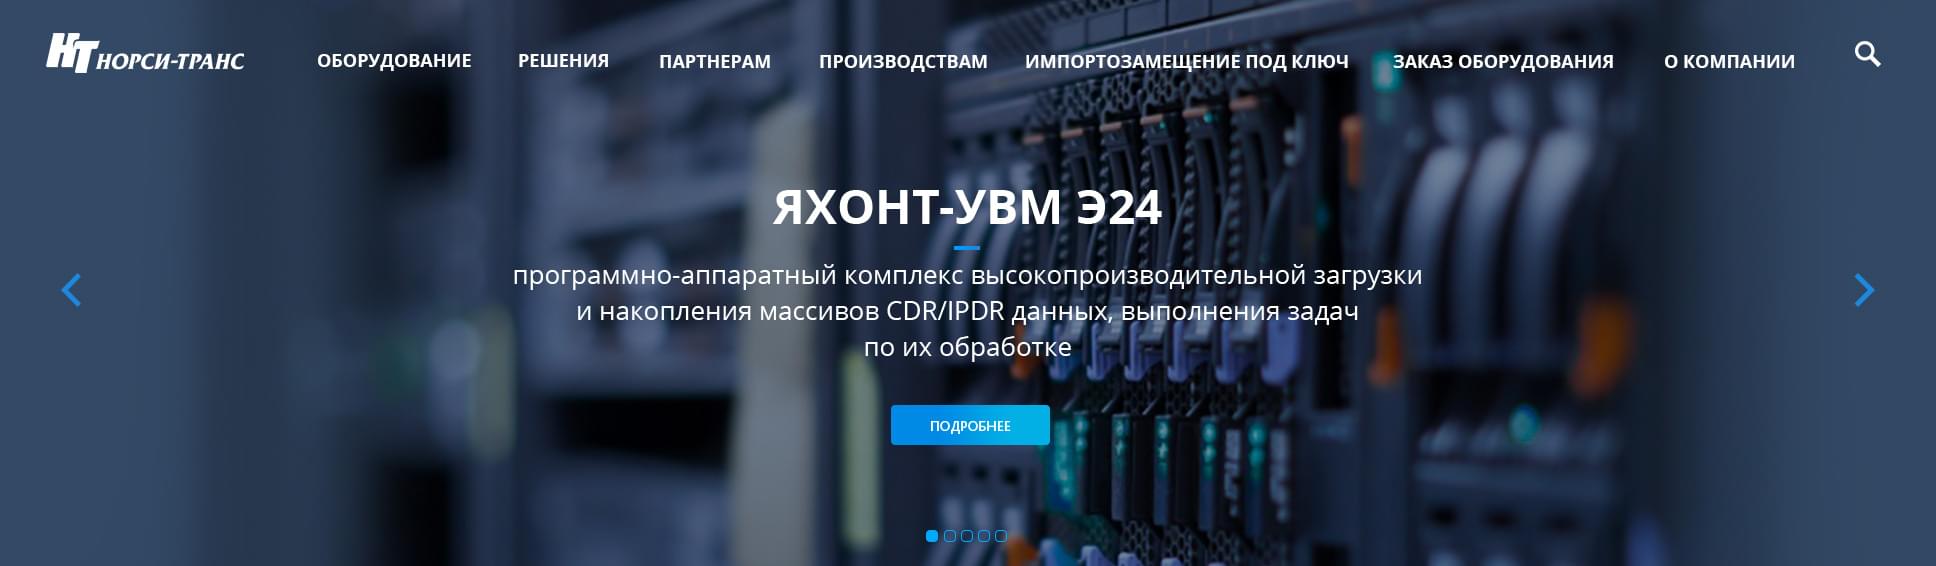 НТ НОРСИ-ТРАНС
ОБОРУДОВАНИЕ РЕШЕНИЯ ПАРТНЕРАМ ПРОИЗВОДСТВАМ ИМПОРТОЗАМЕЩЕНИЕ ПОД КЛЮЧ ЗАКАЗ ОБОРУДОВАНИЯ О КОМПАНИИ
ЯХОНТ-УВМ Э24
программно-аппаратный комплекс высокопроизводительной загрузки
и накопления массивов CDR/IPDR данных, выполнения задач
по их обработке
ПОДРОБНЕЕ